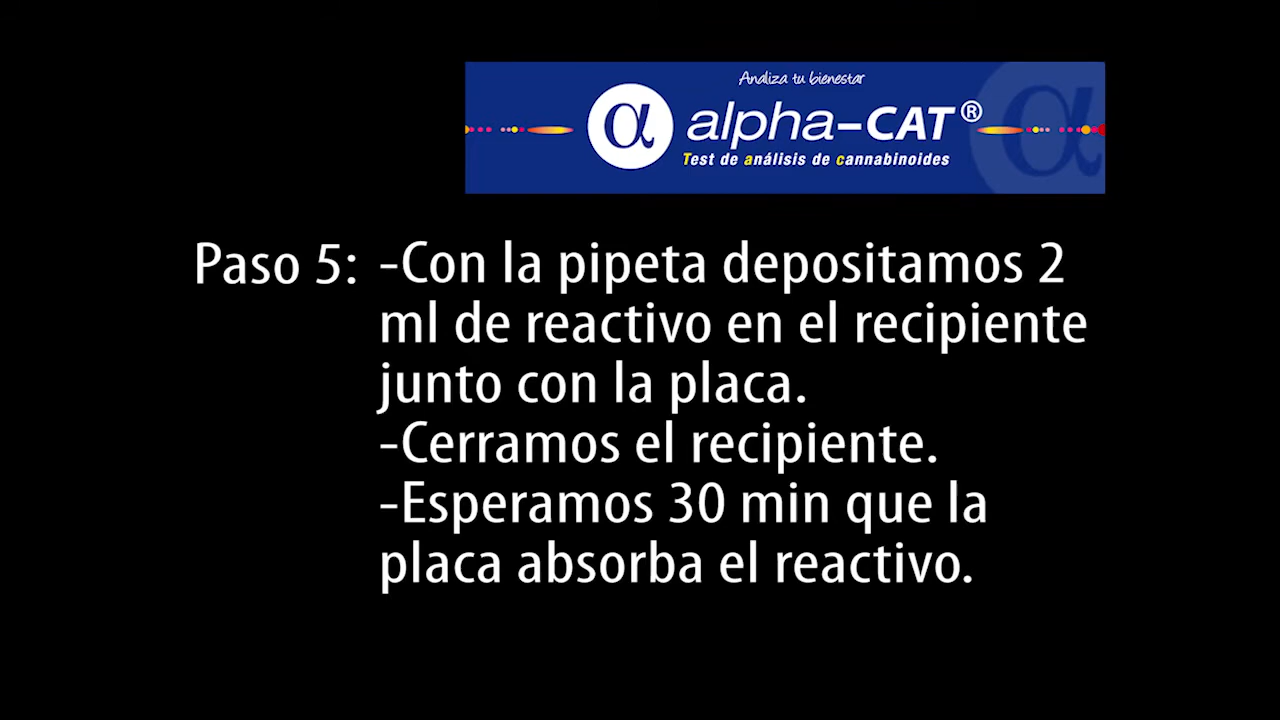 Analiza tu bienestar
α alpha-CAT®
Test de análisis de cannabinoides
Paso 5: -Con la pipeta depositamos 2
ml de reactivo en el recipiente
junto con la placa.
-Cerramos el recipiente.
-Esperamos 30 min que la
placa absorba el reactivo.